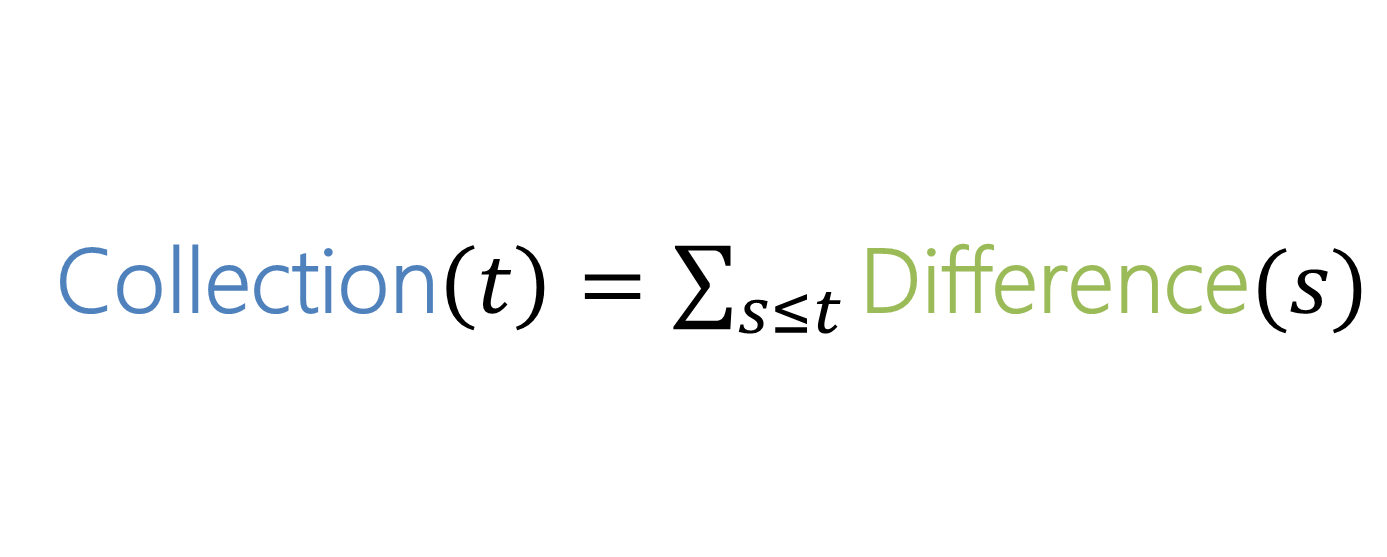 Collection(t) = ∑s≤t Difference(s)